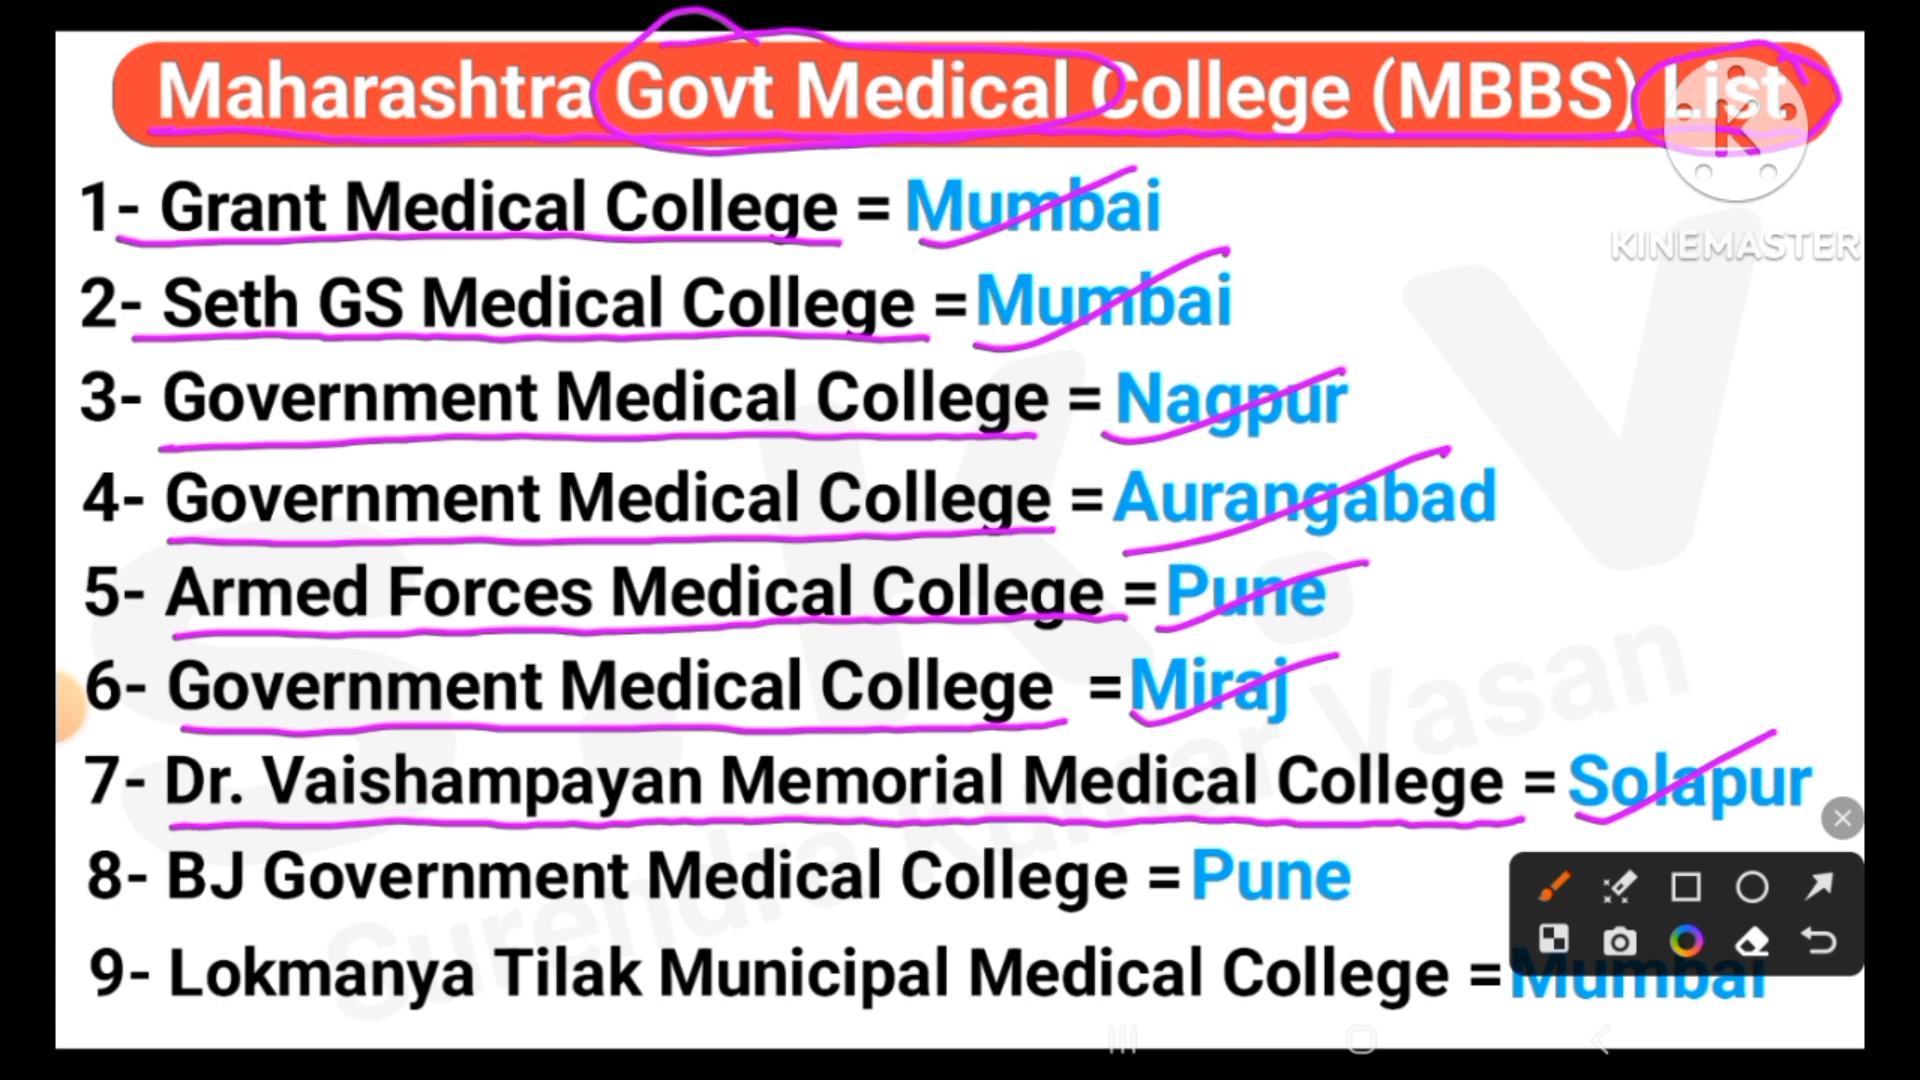 Maharashtra Govt Medical College (MBBS) List
K
KINEMASTER
1- Grant Medical College = Mumbai
2- Seth GS Medical College = Mumbai
3- Government Medical College = Nagpur
4- Government Medical College = Aurangabad
5- Armed Forces Medical College = Pune
6- Government Medical College = Miraj
7- Dr. Vaishampayan Memorial Medical College = Solapur
8- BJ Government Medical College = Pune
9- Lokmanya Tilak Municipal Medical College = Mumbai
S.K.V
Surendra Kumar Vasan